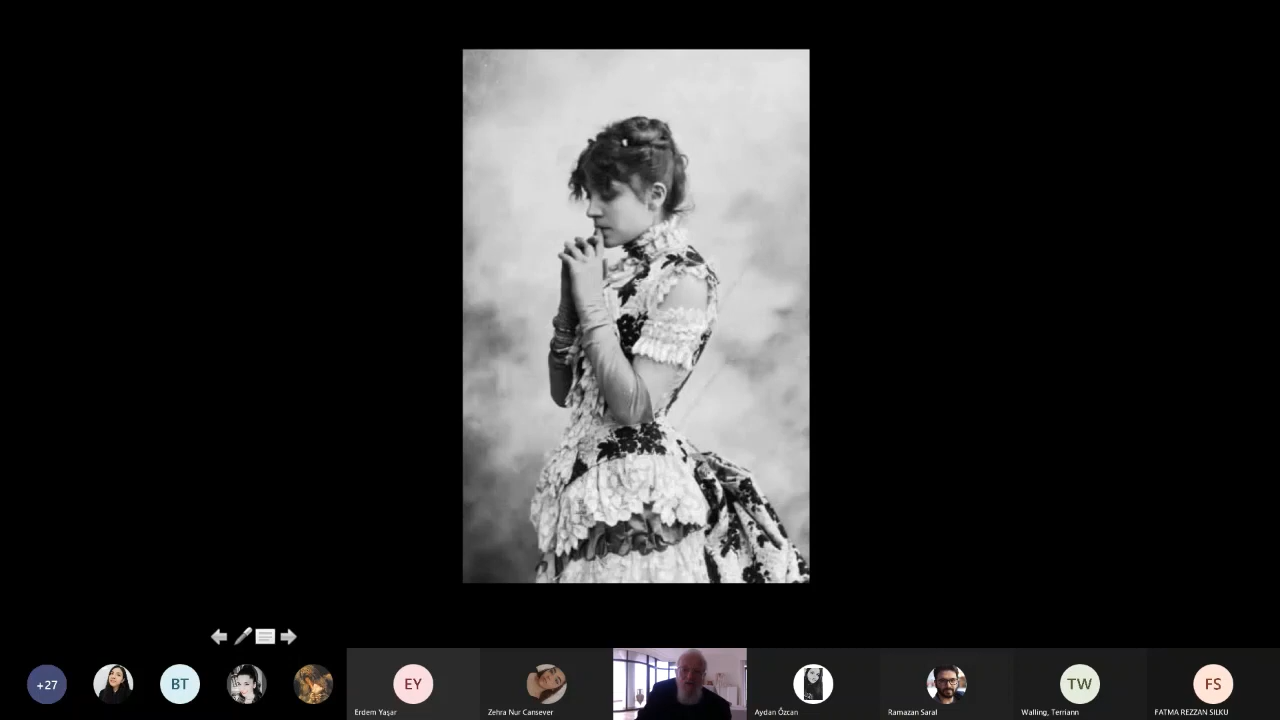 +27
BT
EY
Erdem Yaşar
Zehra Nur Cansever
Aydan Özcan
Ramazan Saral
TW
Walling, Terriann
FS
FATMA REZZAN SILKU